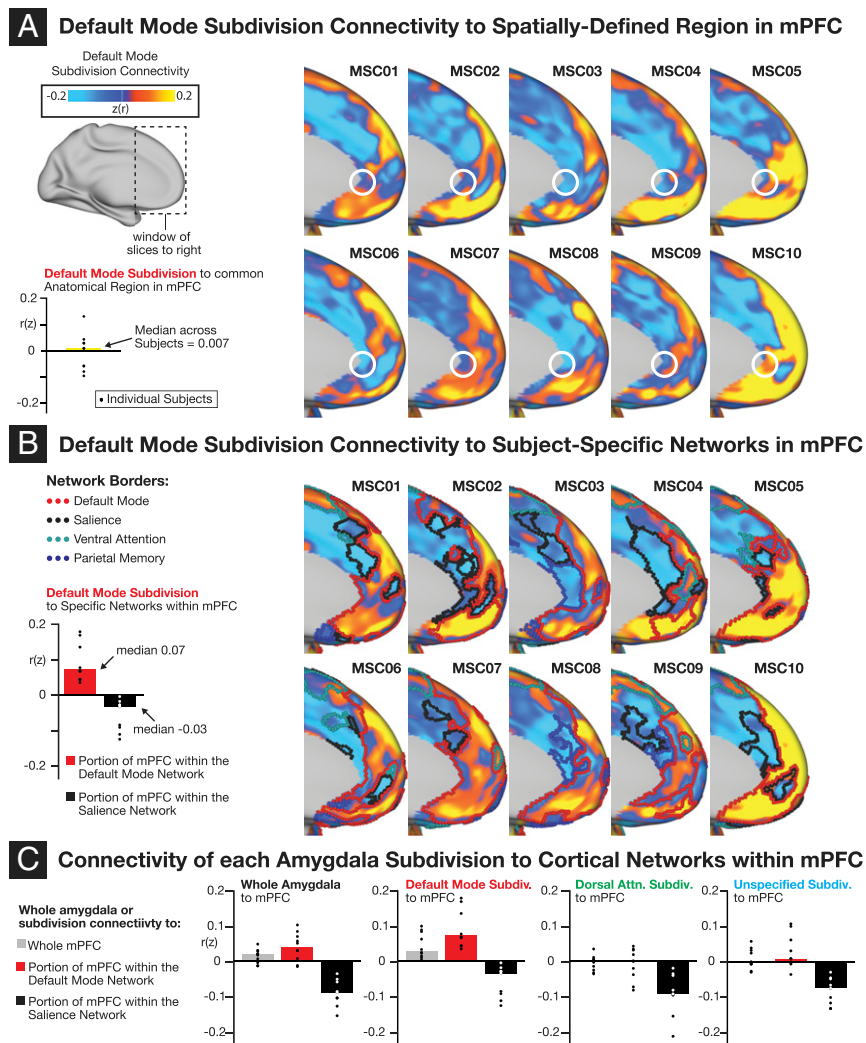 A Default Mode Subdivision Connectivity to Spatially-Defined Region in mPFC
Default Mode
Subdivision Connectivity
-0.2 0.2
z(r)
window of
slices to right
MSC01 MSC02 MSC03 MSC04 MSC05
MSC06 MSC07 MSC08 MSC09 MSC10
Default Mode Subdivision to common
Anatomical Region in mPFC
0.2
r(z)
0
-0.2
Median across
Subjects = 0.007
• Individual Subjects
B Default Mode Subdivision Connectivity to Subject-Specific Networks in mPFC
Network Borders:
Default Mode
Salience
Ventral Attention
Parietal Memory
MSC01 MSC02 MSC03 MSC04 MSC05
MSC06 MSC07 MSC08 MSC09 MSC10
Default Mode Subdivision
to Specific Networks within mPFC
0.2
r(z)
0
-0.2
median 0.07
median -0.03
Portion of mPFC within the
Default Mode Network
Portion of mPFC within the
Salience Network
C Connectivity of each Amygdala Subdivision to Cortical Networks within mPFC
Whole amygdala or
subdivision connectiivty to:
Whole mPFC
Portion of mPFC within the
Default Mode Network
Portion of mPFC within the
Salience Network
Whole Amygdala
to mPFC
0.2
0.1
r(z)
0
-0.1
-0.2
Default Mode Subdiv.
to mPFC
0.2
0.1
0
-0.1
-0.2
Dorsal Attn. Subdiv.
to mPFC
0.2
0.1
0
-0.1
-0.2
Unspecified Subdiv.
to mPFC
0.2
0.1
0
-0.1
-0.2